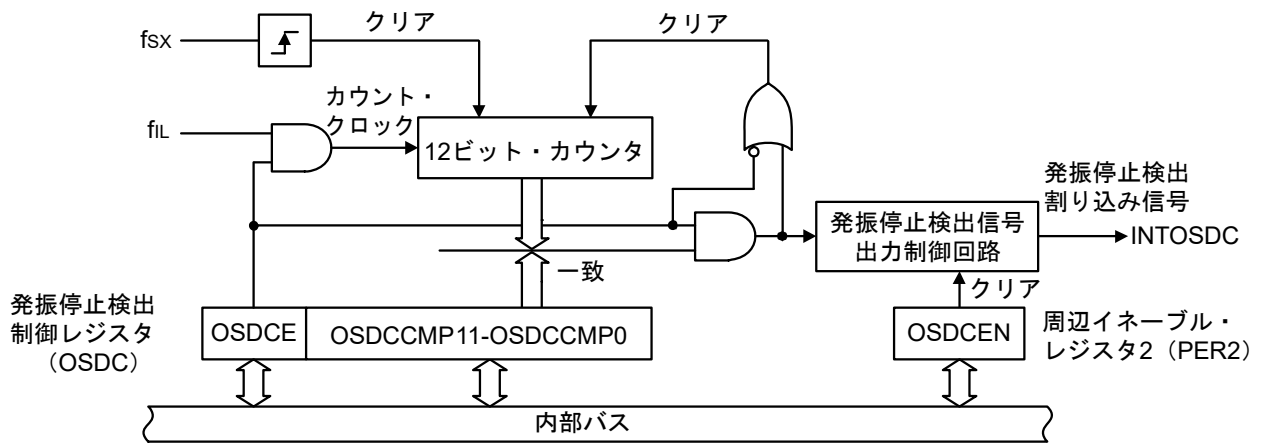 fSX
クリア
クリア
カウント・
クロック
fIL
12ビット・カウンタ
発振停止検出
割り込み信号
発振停止検出信号
出力制御回路
INTOSDC
一致
クリア
発振停止検出
制御レジスタ
（OSDC）
OSDCE
OSDCCMP11-OSDCCMP0
OSDCEN
周辺イネーブル・
レジスタ2（PER2）
内部バス